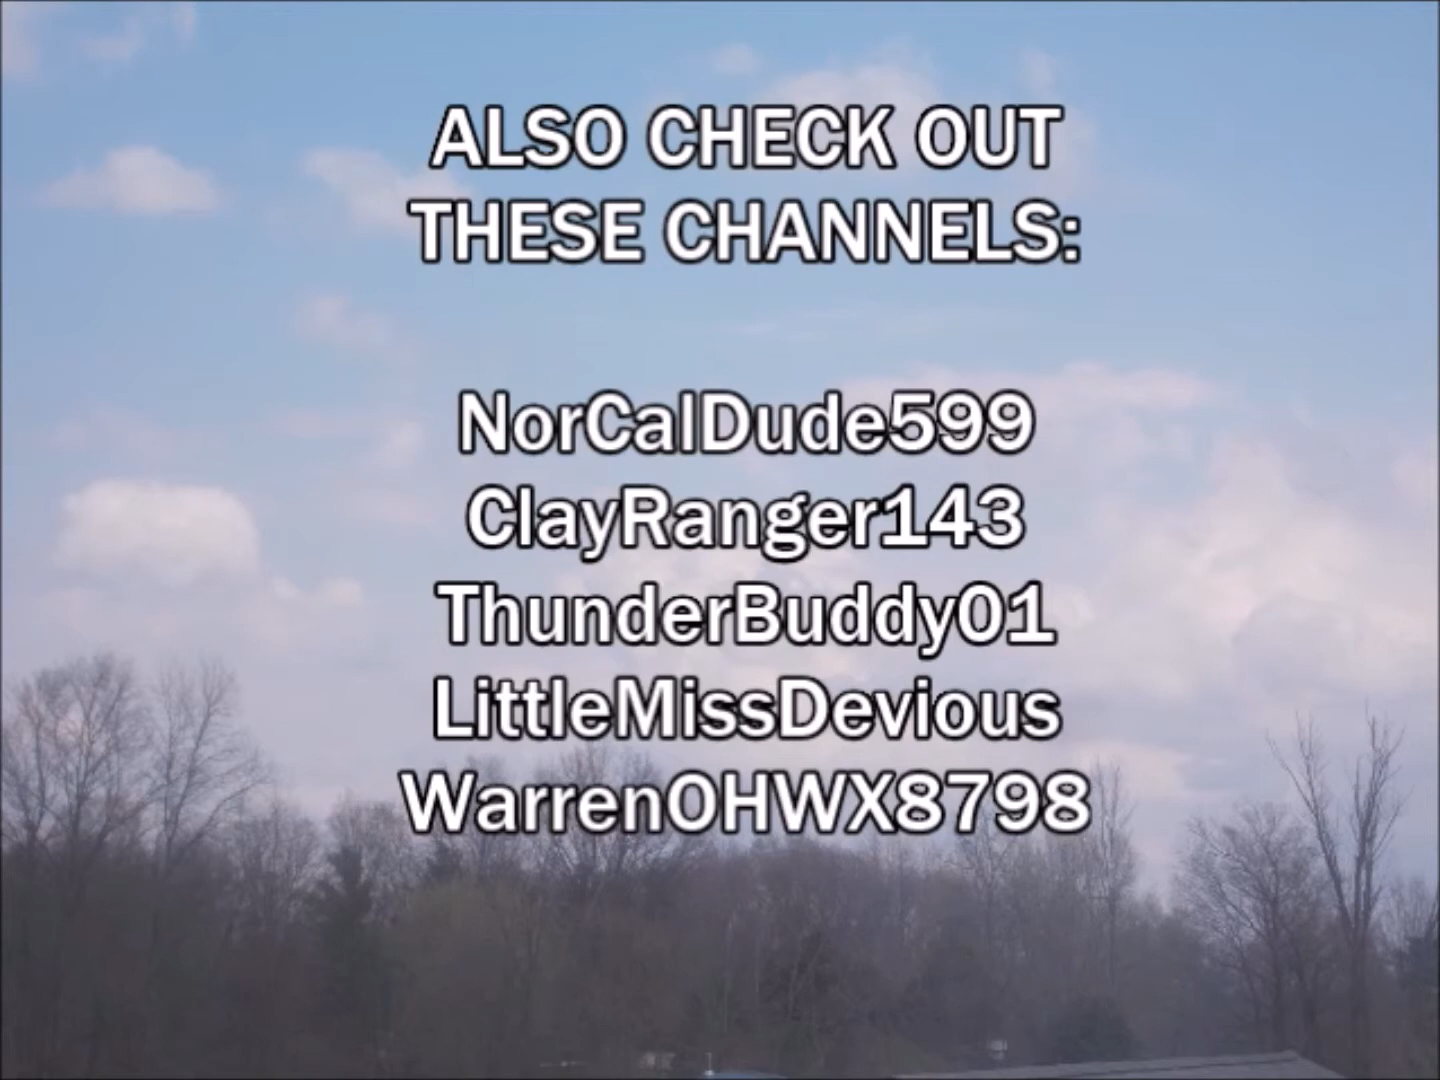 ALSO CHECK OUT
THESE CHANNELS:
NorCalDude599
ClayRanger143
ThunderBuddy01
LittleMissDevious
WarrenOHWX8798